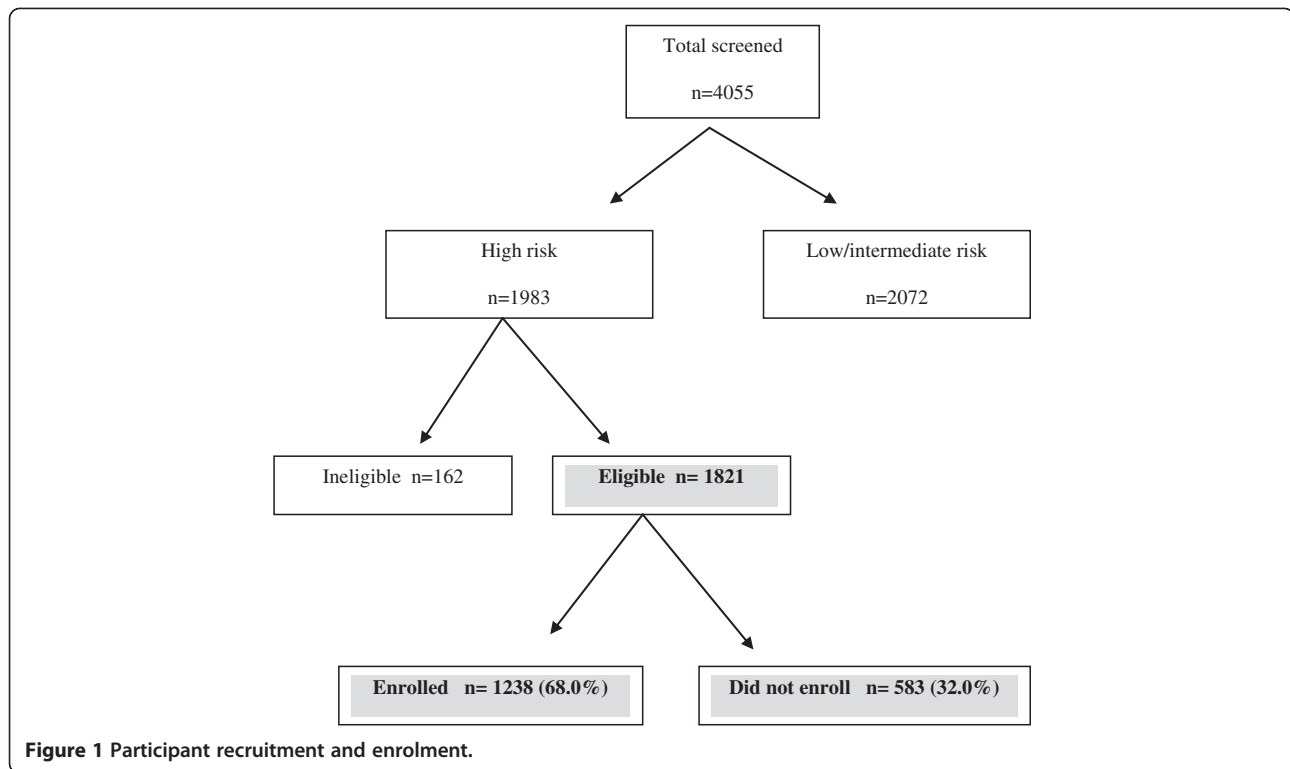 Total screened
n=4055
High risk
n=1983
Low/intermediate risk
n=2072
Ineligible n=162
Eligible n= 1821
Enrolled n= 1238 (68.0%)
Did not enroll n= 583 (32.0%)
Figure 1 Participant recruitment and enrolment.